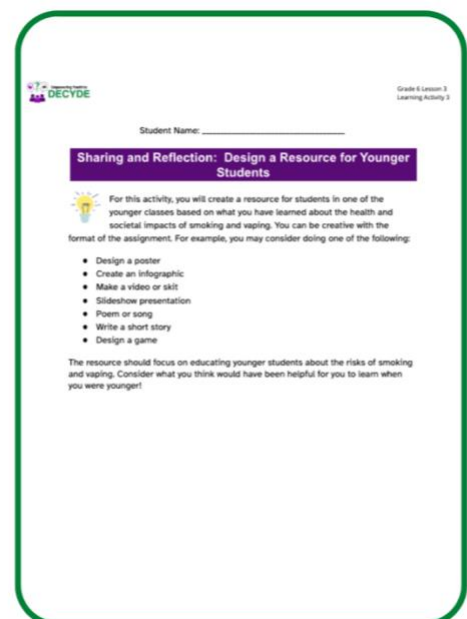 Empowering Youth to
DECYDE
Grade 6 Lesson 3
Learning Activity 3
Student Name: ______________________________
Sharing and Reflection: Design a Resource for Younger
Students
For this activity, you will create a resource for students in one of the
younger classes based on what you have learned about the health and
societal impacts of smoking and vaping. You can be creative with the
format of the assignment. For example, you may consider doing one of the following:
● Design a poster
● Create an infographic
● Make a video or skit
● Slideshow presentation
● Poem or song
● Write a short story
● Design a game
The resource should focus on educating younger students about the risks of smoking
and vaping. Consider what you think would have been helpful for you to learn when
you were younger!